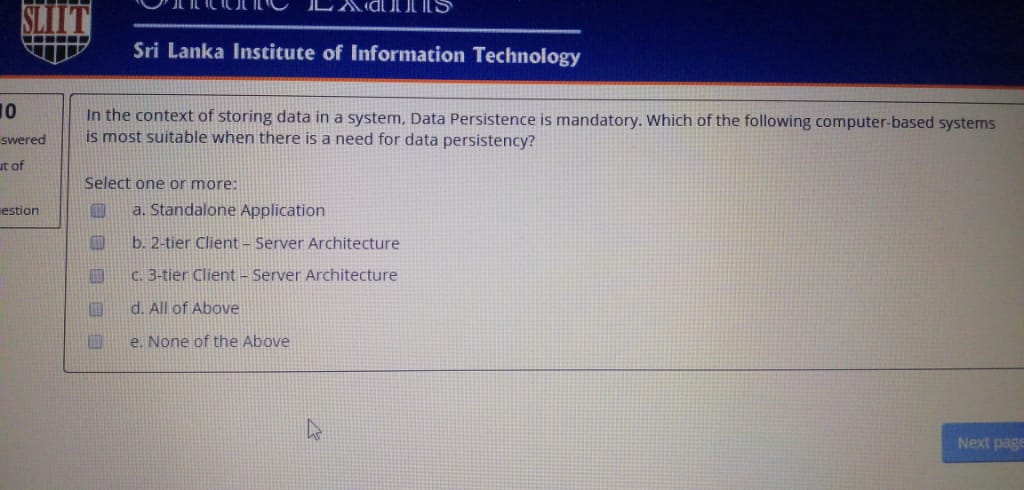 SLIIT
Online Exams
Sri Lanka Institute of Information Technology
10
swered
ut of
estion
In the context of storing data in a system, Data Persistence is mandatory. Which of the following computer-based systems
is most suitable when there is a need for data persistency?
Select one or more:
a. Standalone Application
b. 2-tier Client – Server Architecture
c. 3-tier Client – Server Architecture
d. All of Above
e. None of the Above
Next page